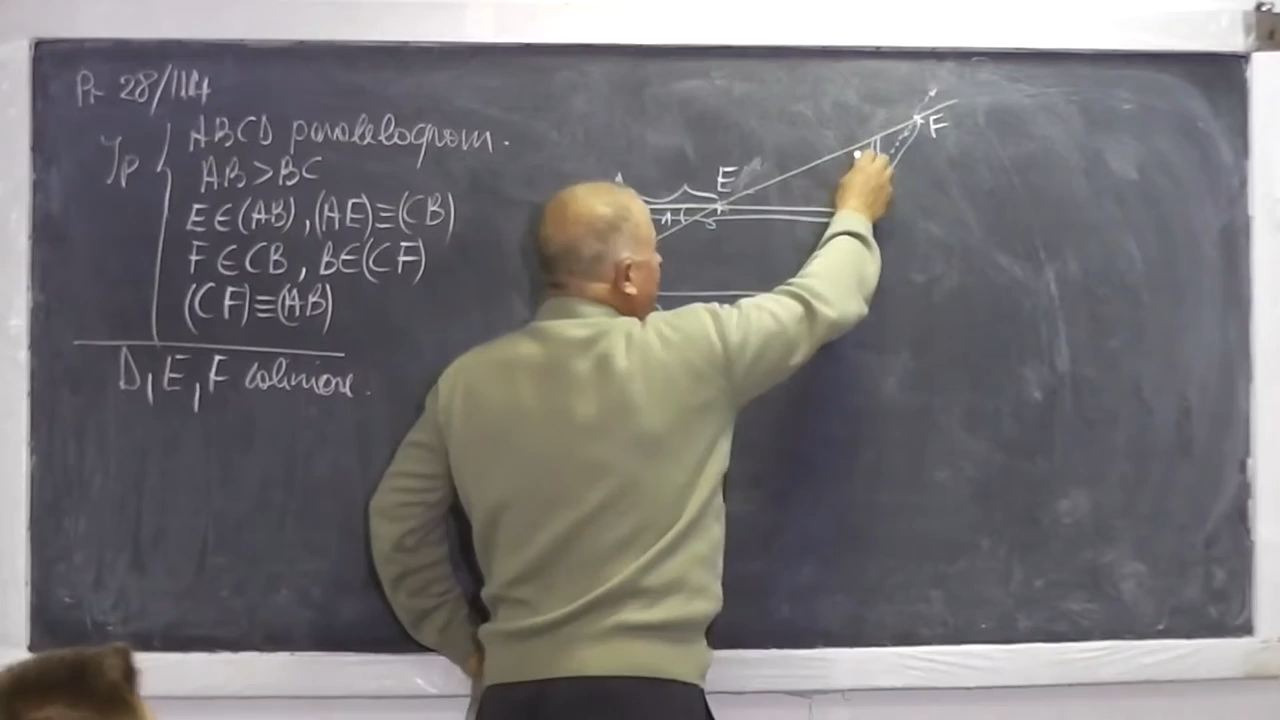 Pr 28/114
Ip
ABCD paralelogram.
AB>BC
E∈(AB), (AE)≡(CB)
F∈CB, B∈(CF)
(CF)≡(AB)
D, E, F coliniare.
A
E
F